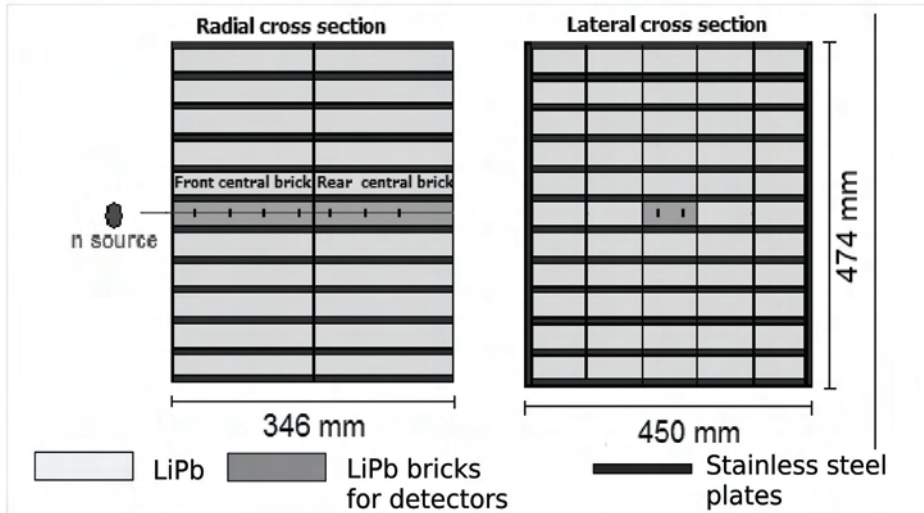 Radial cross section
Lateral cross section
Front central brick
Rear central brick
n source
474 mm
346 mm
450 mm
LiPb
LiPb bricks
for detectors
Stainless steel
plates